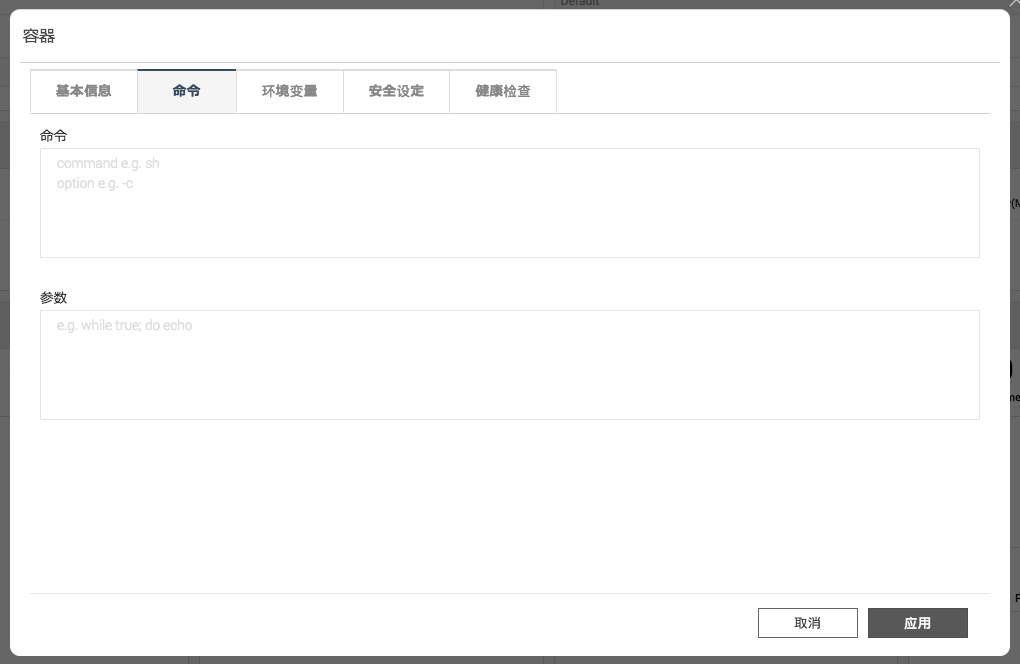 Default
容器
基本信息
命令
环境变量
安全设定
健康检查
命令
command e.g. sh
option e.g. -c
参数
e.g. while true; do echo
取消
应用